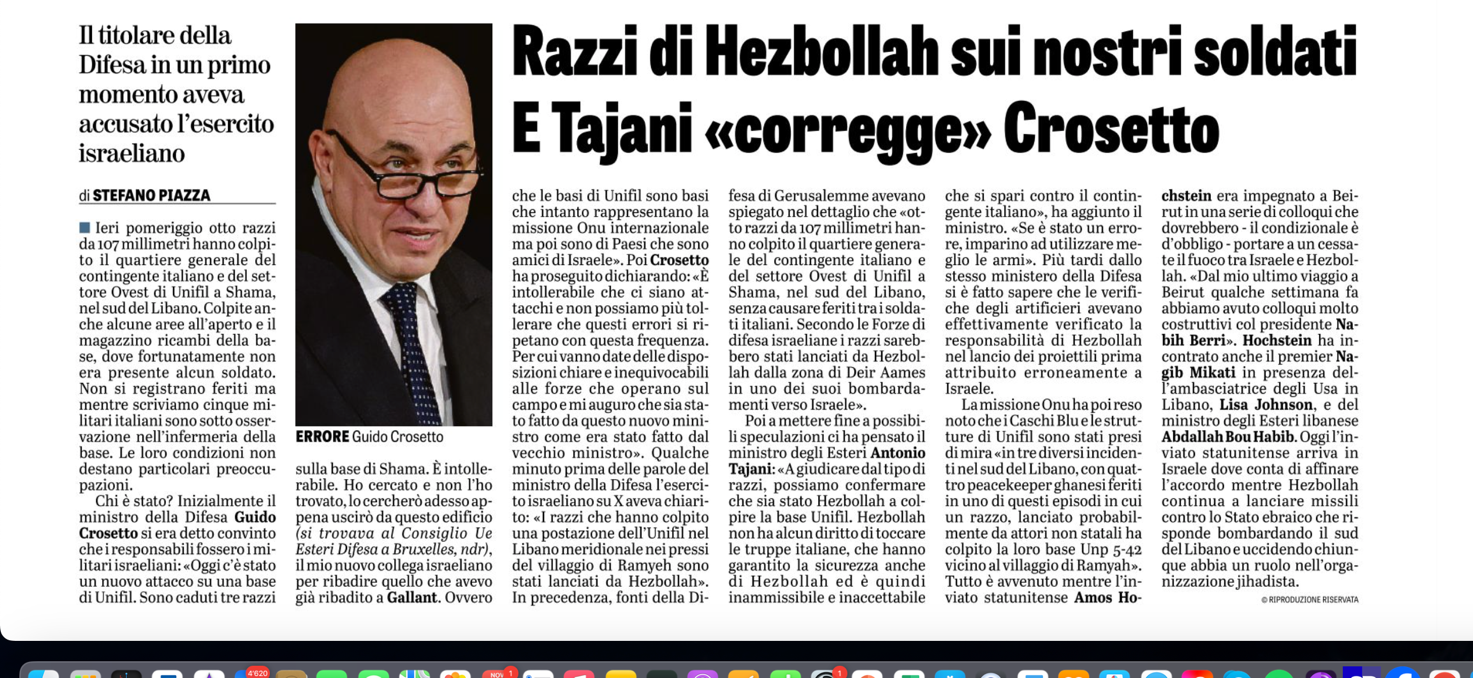 Il titolare della
Difesa in un primo
momento aveva
accusato l'esercito
israeliano
di STEFANO PIAZZA
Razzi di Hezbollah sui nostri soldati
E Tajani «corregge» Crosetto
Ieri pomeriggio otto razzi
da 107 millimetri hanno colpi-
to il quartiere generale del
contingente italiano e del set-
tore Ovest di Unifil a Shama,
nel sud del Libano. Colpite an-
che alcune aree all'aperto e il
magazzino ricambi della ba-
se, dove fortunatamente non
era presente alcun soldato.
Non si registrano feriti ma
mentre scriviamo cinque mi-
litari italiani sono sotto osser-
vazione nell'infermeria della
base. Le loro condizioni non
destano particolari preoccu-
pazioni.
Chi è stato? Inizialmente il
ministro della Difesa Guido
Crosetto si era detto convinto
che i responsabili fossero i mi-
litari israeliani: «Oggi c'è stato
un nuovo attacco su una base
di Unifil. Sono caduti tre razzi
ERRORE Guido Crosetto
sulla base di Shama. È intolle-
rabile. Ho cercato e non l'ho
trovato, lo cercherò adesso ap-
pena uscirò da questo edificio
(si trovava al Consiglio Ue
Esteri Difesa a Bruxelles, ndr),
il mio nuovo collega israeliano
per ribadire quello che avevo
già ribadito a Gallant. Ovvero
che le basi di Unifil sono basi
che intanto rappresentano la
missione Onu internazionale
ma poi sono di Paesi che sono
amici di Israele». Poi Crosetto
ha proseguito dichiarando: «È
intollerabile che ci siano at-
tacchi e non possiamo più tol-
lerare che questi errori si ri-
petano con questa frequenza.
Per cui vanno date delle dispo-
sizioni chiare e inequivocabili
alle forze che operano sul
campo e mi auguro che sia sta-
to fatto da questo nuovo mini-
stro come era stato fatto dal
vecchio ministro». Qualche
minuto prima delle parole del
ministro della Difesa l'eserci-
to israeliano su X aveva chiari-
to: «I razzi che hanno colpito
una postazione dell'Unifil nel
Libano meridionale nei pressi
del villaggio di Ramyeh sono
stati lanciati da Hezbollah».
In precedenza, fonti della Di-
fesa di Gerusalemme avevano
spiegato nel dettaglio che «ot-
to razzi da 107 millimetri han-
no colpito il quartiere genera-
le del contingente italiano e
del settore Ovest di Unifil a
Shama, nel sud del Libano,
senza causare feriti tra i solda-
ti italiani. Secondo le Forze di
difesa israeliane i razzi sareb-
bero stati lanciati da Hezbol-
lah dalla zona di Deir Aames
in uno dei suoi bombarda-
menti verso Israele».
Poi a mettere fine a possibi-
li speculazioni ci ha pensato il
ministro degli Esteri Antonio
Tajani: «A giudicare dal tipo di
razzi, possiamo confermare
che sia stato Hezbollah a col-
pire la base Unifil. Hezbollah
non ha alcun diritto di toccare
le truppe italiane, che hanno
garantito la sicurezza anche
di Hezbollah ed è quindi
inammissibile e inaccettabile
che si spari contro il contin-
gente italiano», ha aggiunto il
ministro. «Se è stato un erro-
re, imparino ad utilizzare me-
glio le armi». Più tardi dallo
stesso ministero della Difesa
si è fatto sapere che le verifi-
che degli artificieri avevano
effettivamente verificato la
responsabilità di Hezbollah
nel lancio dei proiettili prima
attribuito erroneamente a
Israele.
La missione Onu ha poi reso
noto che i Caschi Blu e le strut-
ture di Unifil sono stati presi
di mira «in tre diversi inciden-
ti nel sud del Libano, con quat-
tro peacekeeper ghanesi feriti
in uno di questi episodi in cui
un razzo, lanciato probabil-
mente da attori non statali ha
colpito la loro base Unp 5-42
vicino al villaggio di Ramyah».
Tutto è avvenuto mentre l'in-
viato statunitense Amos Ho-
chstein era impegnato a Bei-
rut in una serie di colloqui che
dovrebbero - il condizionale è
d'obbligo - portare a un cessa-
te il fuoco tra Israele e Hezbol-
lah. «Dal mio ultimo viaggio a
Beirut qualche settimana fa
abbiamo avuto colloqui molto
costruttivi col presidente Na-
bih Berri». Hochstein ha in-
contrato anche il premier Na-
gib Mikati in presenza del-
l'ambasciatrice degli Usa in
Libano, Lisa Johnson, e del
ministro degli Esteri libanese
Abdallah Bou Habib. Oggi l'in-
viato statunitense arriva in
Israele dove conta di affinare
l'accordo mentre Hezbollah
continua a lanciare missili
contro lo Stato ebraico che ri-
sponde bombardando il sud
del Libano e uccidendo chiun-
que abbia un ruolo nell'orga-
nizzazione jihadista.
© RIPRODUZIONE RISERVATA
4'620
NOV
1
1